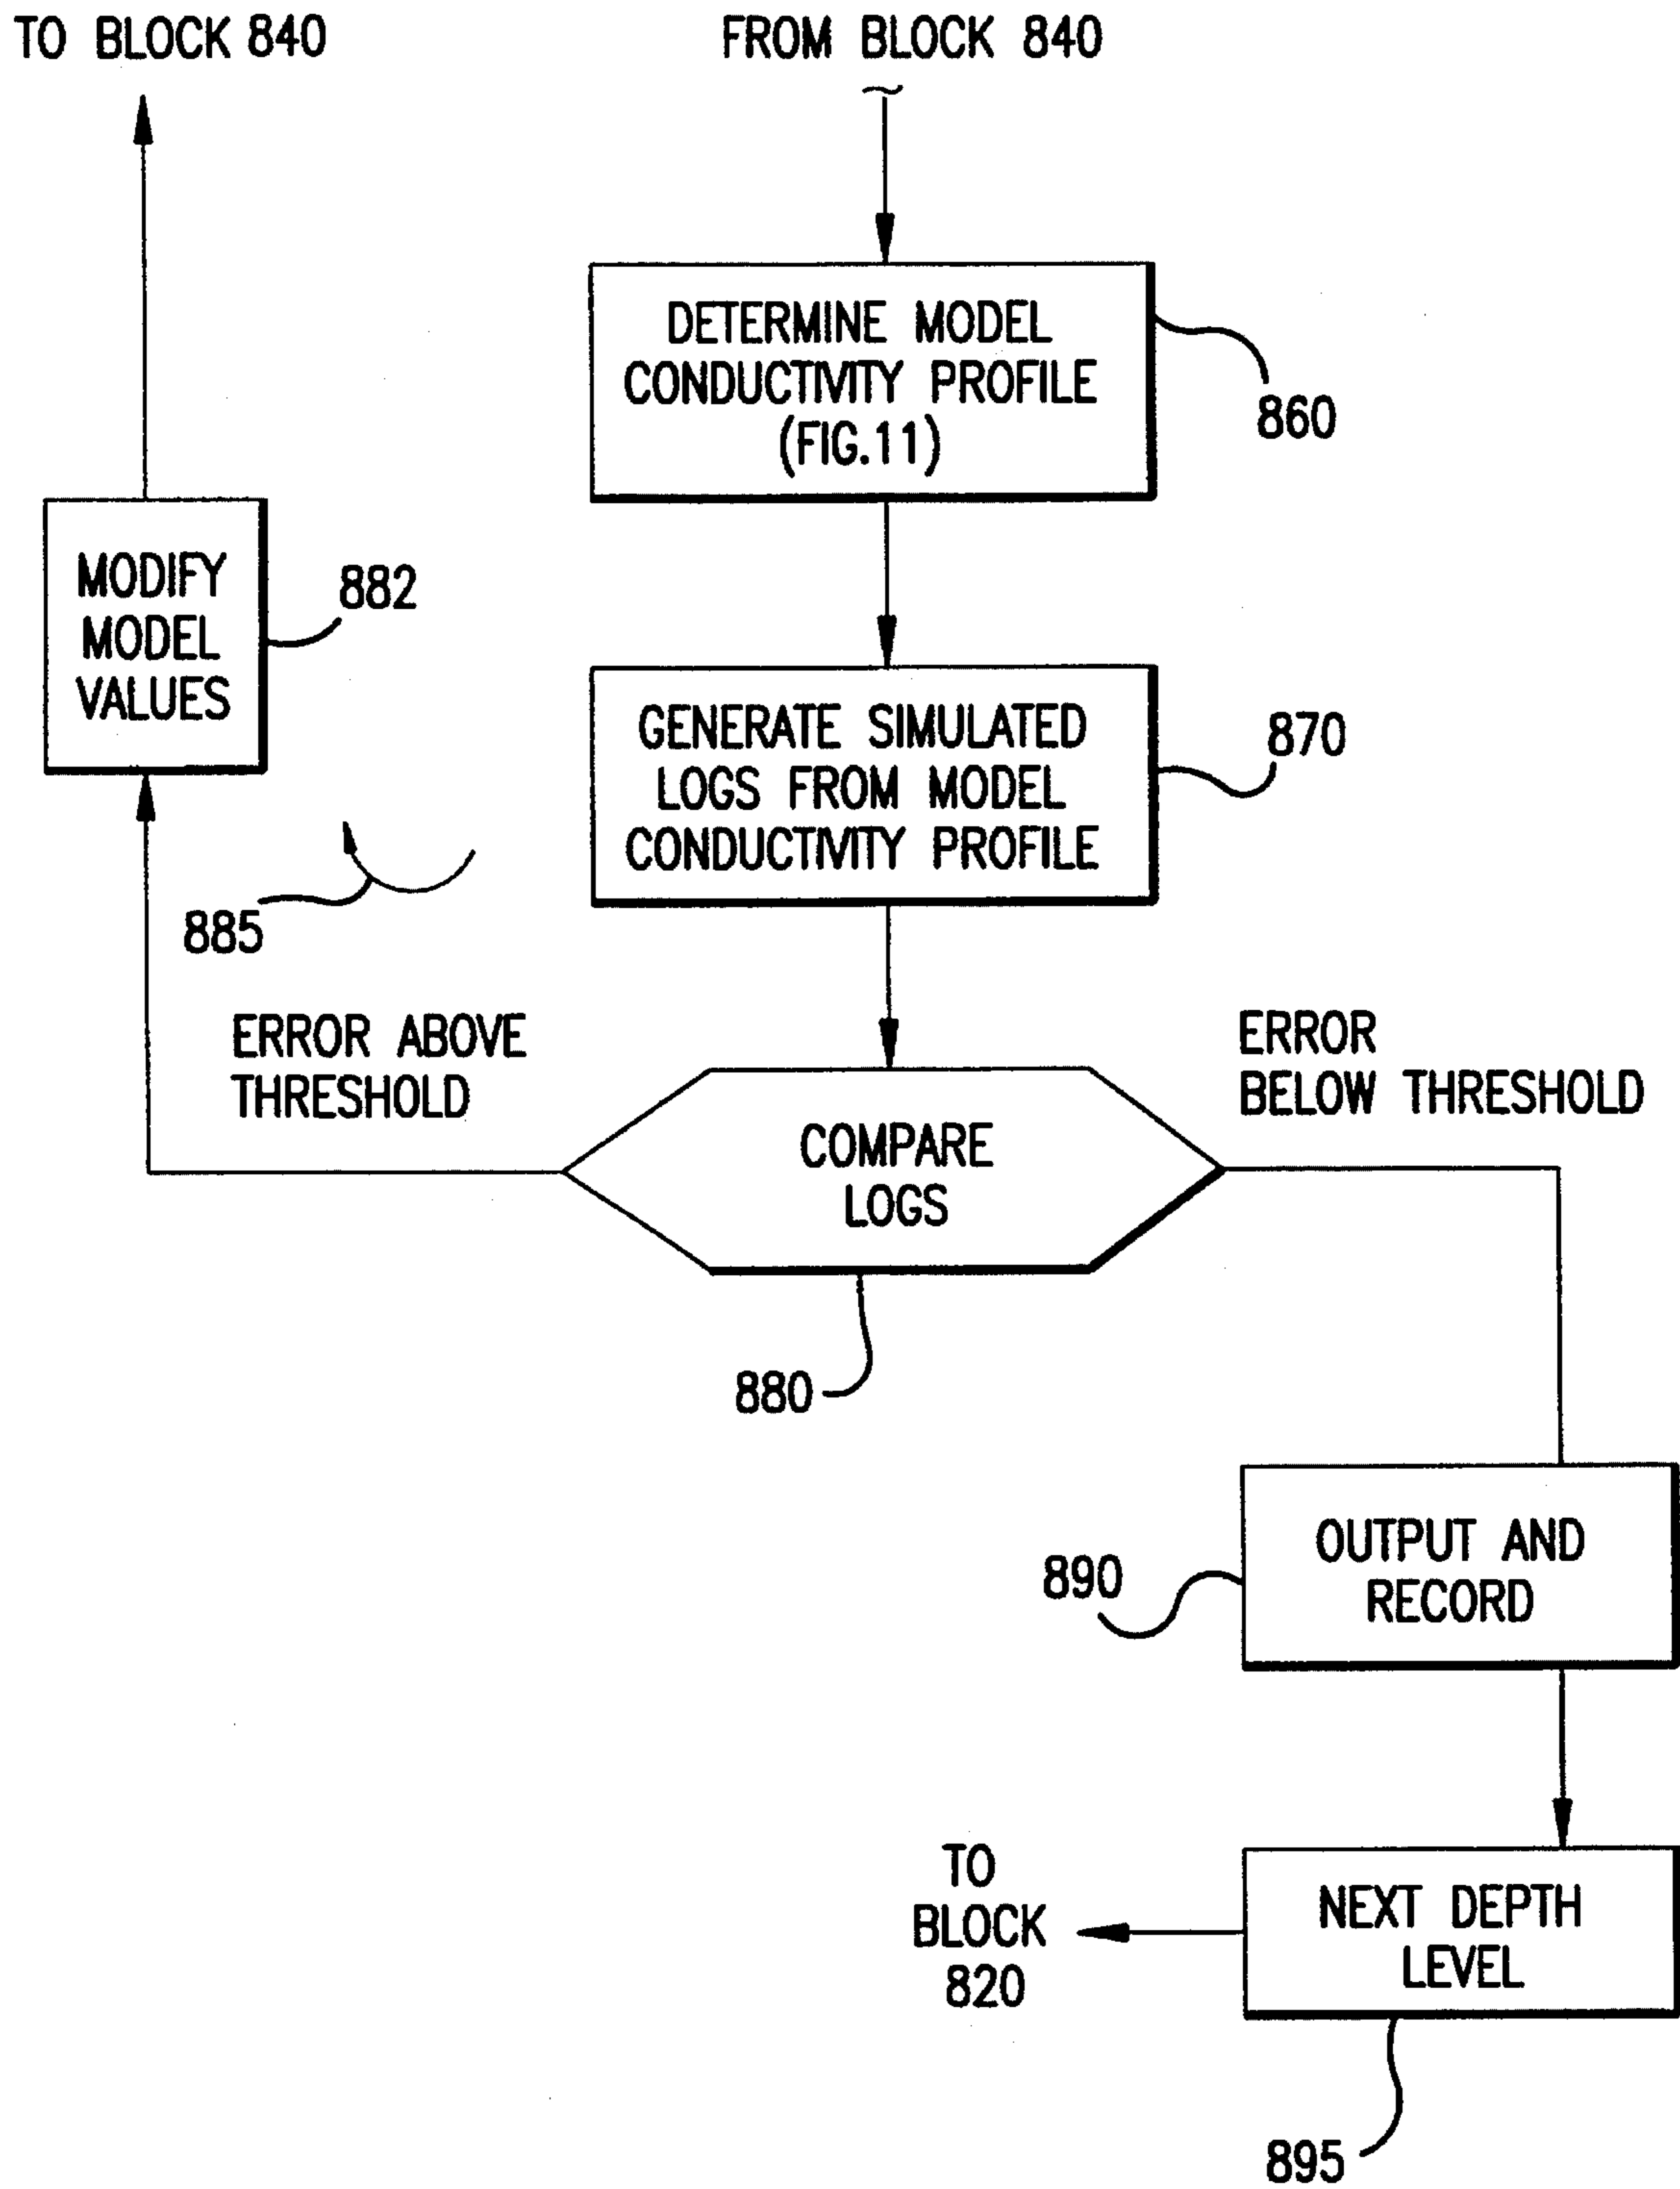 TO BLOCK 840
FROM BLOCK 840
DETERMINE MODEL
CONDUCTIVITY PROFILE
(FIG.11)
860
MODIFY
MODEL
VALUES
882
GENERATE SIMULATED
LOGS FROM MODEL
CONDUCTIVITY PROFILE
870
885
ERROR ABOVE
THRESHOLD
ERROR
BELOW THRESHOLD
COMPARE
LOGS
880
OUTPUT AND
RECORD
890
TO
BLOCK
820
NEXT DEPTH
LEVEL
895